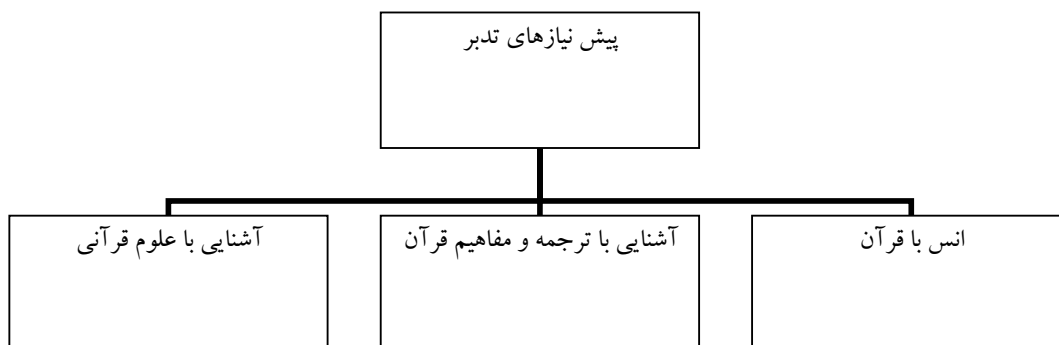 پیش نیازهای تدبر
انس با قرآن
آشنایی با ترجمه و مفاهیم قرآن
آشنایی با علوم قرآنی